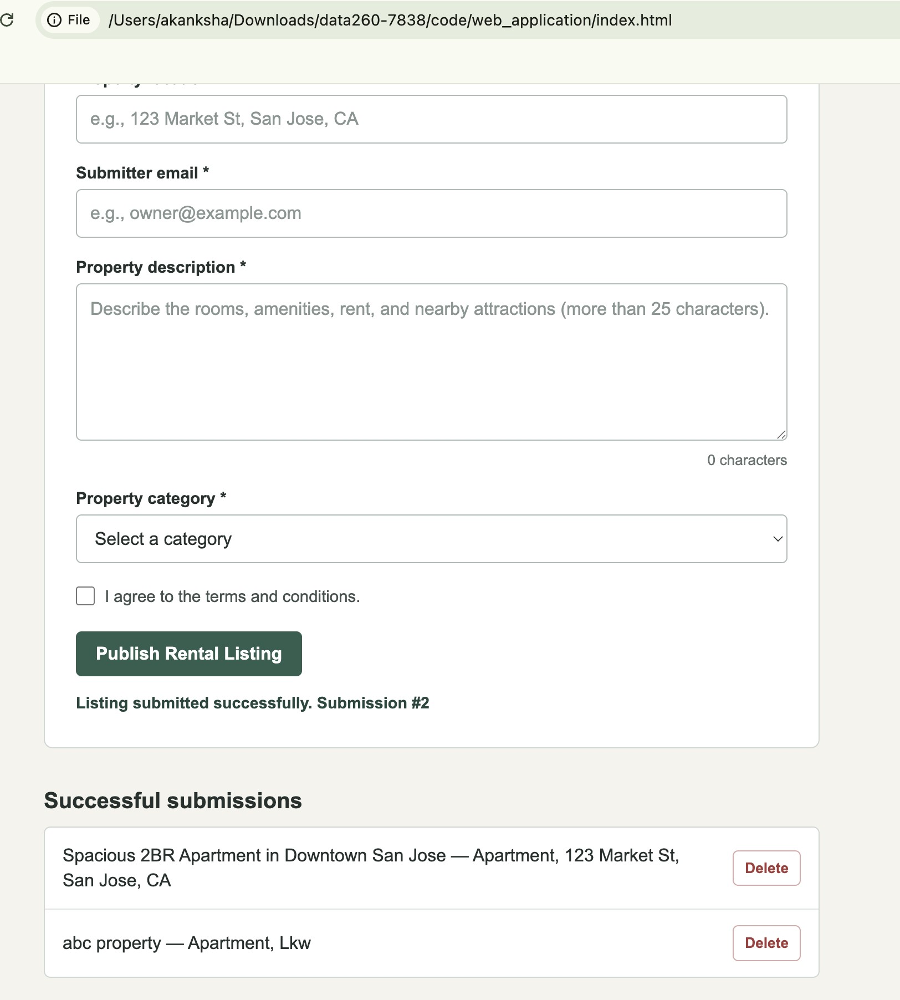 File /Users/akanksha/Downloads/data260-7838/code/web_application/index.html
e.g., 123 Market St, San Jose, CA
Submitter email *
e.g., owner@example.com
Property description *
Describe the rooms, amenities, rent, and nearby attractions (more than 25 characters).
0 characters
Property category *
Select a category
I agree to the terms and conditions.
Publish Rental Listing
Listing submitted successfully. Submission #2
Successful submissions
Spacious 2BR Apartment in Downtown San Jose — Apartment, 123 Market St,
San Jose, CA
Delete
abc property — Apartment, Lkw
Delete